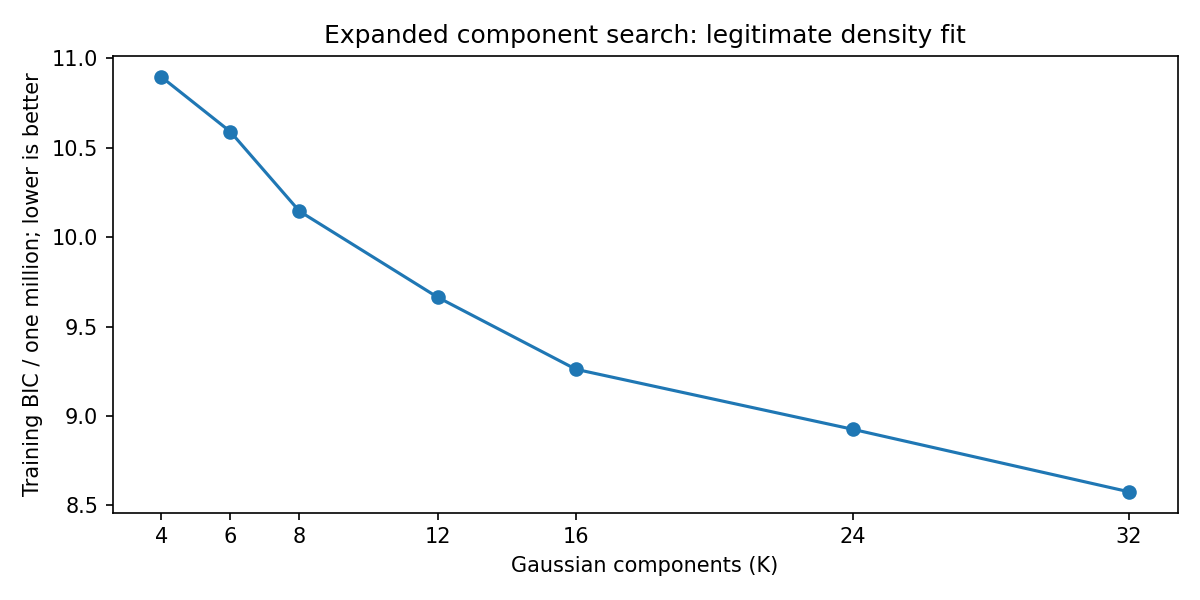 Expanded component search: legitimate density fit
Training BIC / one million; lower is better
11.0
10.5
10.0
9.5
9.0
8.5
4 6 8 12 16 24 32
Gaussian components (K)